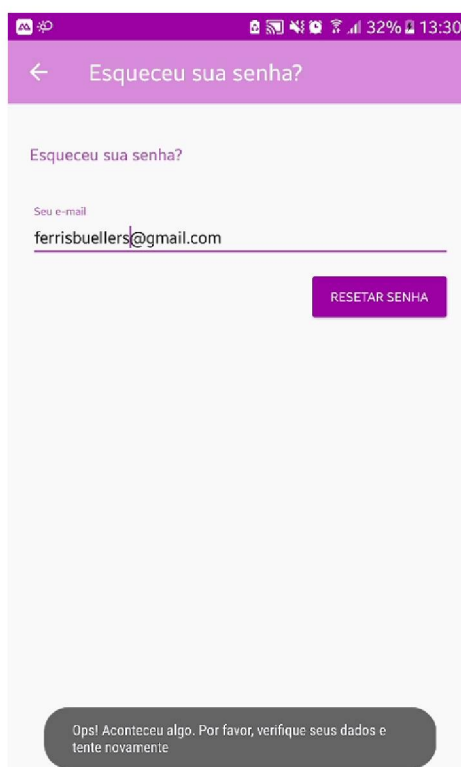 32% 13:30
Esqueceu sua senha?
Esqueceu sua senha?
Seu e-mail
ferrisbuellers@gmail.com
RESETAR SENHA
Ops! Aconteceu algo. Por favor, verifique seus dados e
tente novamente